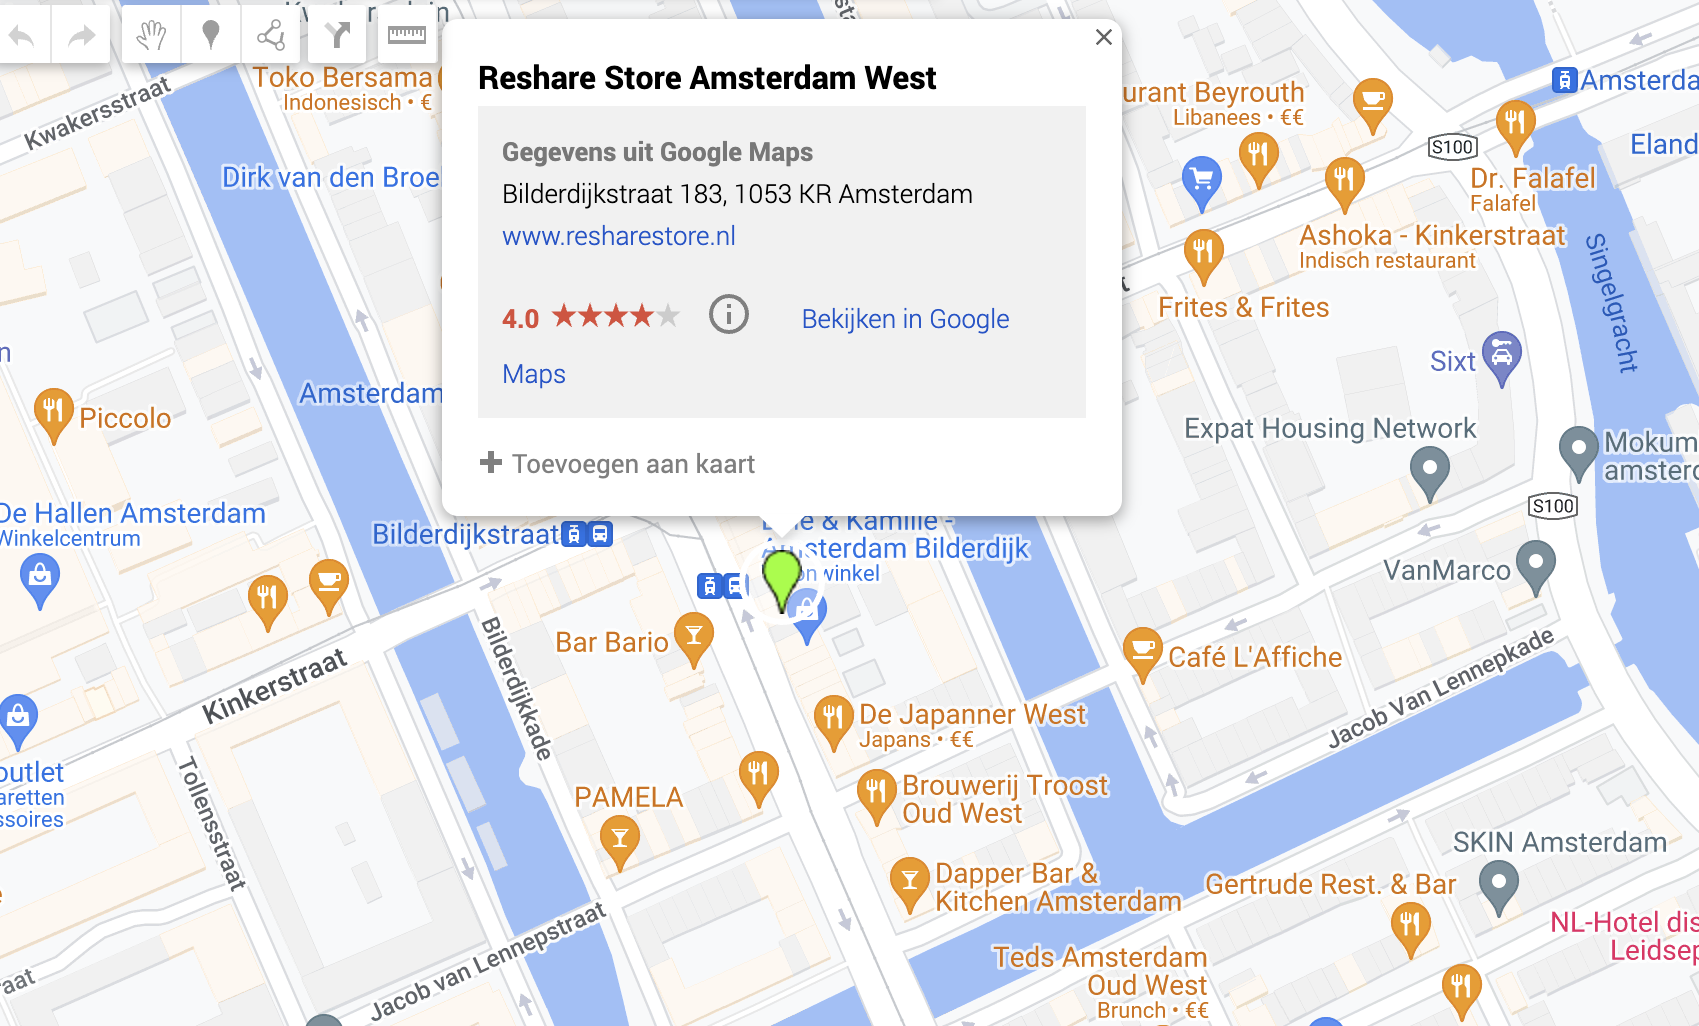 Kwakersstraat
Toko Bersama
Indonesisch • €
Dirk van den Broe
Reshare Store Amsterdam West
Gegevens uit Google Maps
Bilderdijkstraat 183, 1053 KR Amsterdam
www.resharestore.nl
4.0
Bekijken in Google
Maps
Toevoegen aan kaart
urant Beyrouth
Libanees • €€
Amsterda
S100
Eland
Dr. Falafel
Falafel
Ashoka - Kinkerstraat
Indisch restaurant
Singelgracht
Frites & Frites
Sixt
Amsterdam
Piccolo
Expat Housing Network
Mokum
amsterd
S100
De Hallen Amsterdam
Winkelcentrum
Bilderdijkstraat
& Kamille -
Amsterdam Bilderdijk
onwinkel
VanMarco
Bar Bario
Bilderdijkkade
Café L'Affiche
Kinkerstraat
Jacob Van Lennepkade
De Japanner West
Japans • €€
outlet
aretten
ssoires
Tollensstraat
PAMELA
Brouwerij Troost
Oud West
SKIN Amsterdam
Dapper Bar &
Kitchen Amsterdam
Gertrude Rest. & Bar
NL-Hotel dis
Leidsep
Jacob van Lennepstraat
Teds Amsterdam
Oud West
Brunch • €€
raat